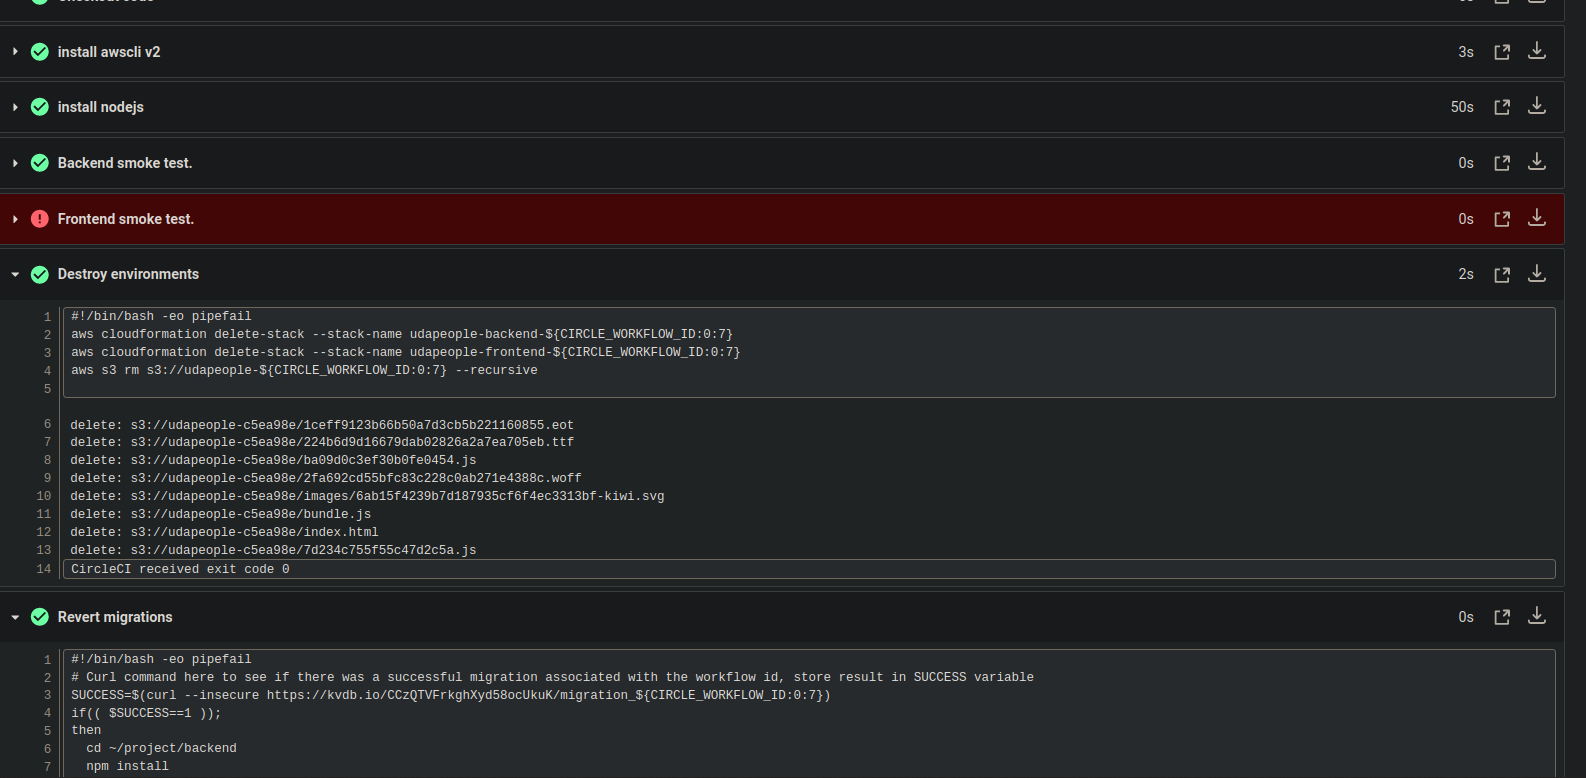 install awscli v2 3s
install nodejs 50s
Backend smoke test. 0s
Frontend smoke test. 0s
Destroy environments 2s
1 #!/bin/bash -eo pipefail
2 aws cloudformation delete-stack --stack-name udapeople-backend-${CIRCLE_WORKFLOW_ID:0:7}
3 aws cloudformation delete-stack --stack-name udapeople-frontend-${CIRCLE_WORKFLOW_ID:0:7}
4 aws s3 rm s3://udapeople-${CIRCLE_WORKFLOW_ID:0:7} --recursive
5
6 delete: s3://udapeople-c5ea98e/1ceff9123b66b50a7d3cb5b221160855.eot
7 delete: s3://udapeople-c5ea98e/224b6d9d16679dab02826a2a7ea705eb.ttf
8 delete: s3://udapeople-c5ea98e/ba09d0c3ef30b0fe0454.js
9 delete: s3://udapeople-c5ea98e/2fa692cd55bfc83c228c0ab271e4388c.woff
10 delete: s3://udapeople-c5ea98e/images/6ab15f4239b7d187935cf6f4ec3313bf-kiwi.svg
11 delete: s3://udapeople-c5ea98e/bundle.js
12 delete: s3://udapeople-c5ea98e/index.html
13 delete: s3://udapeople-c5ea98e/7d234c755f55c47d2c5a.js
14 CircleCI received exit code 0
Revert migrations 0s
1 #!/bin/bash -eo pipefail
2 # Curl command here to see if there was a successful migration associated with the workflow id, store result in SUCCESS variable
3 SUCCESS=$(curl --insecure https://kvdb.io/CCzQTVFrkghXyd58ocUkuK/migration_${CIRCLE_WORKFLOW_ID:0:7})
4 if(( $SUCCESS==1 ));
5 then
6 cd ~/project/backend
7 npm install